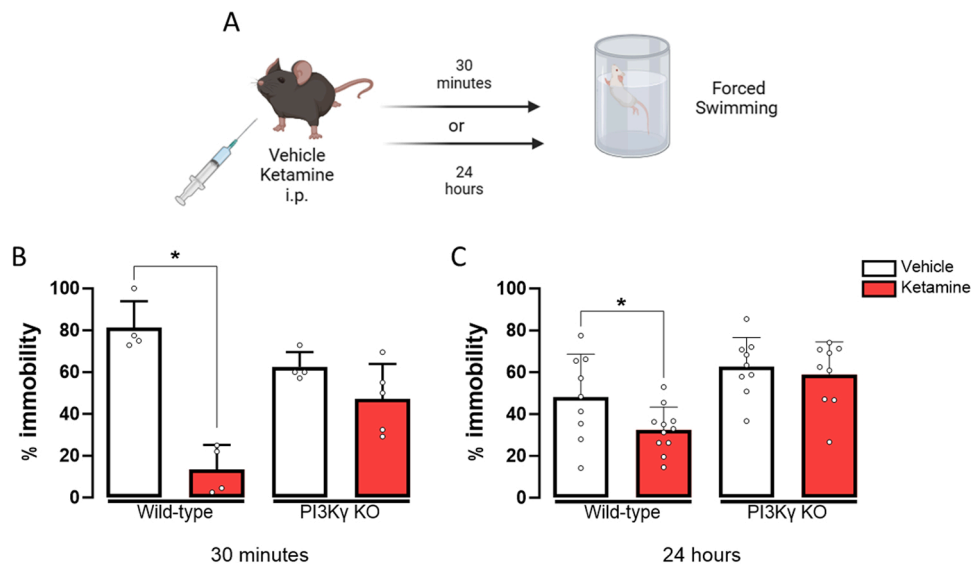 A
Vehicle
Ketamine
i.p.
30
minutes
or
24
hours
Forced
Swimming
B
*
% immobility
100
80
60
40
20
0
Wild-type
PI3Kγ KO
30 minutes
C
*
% immobility
100
80
60
40
20
0
Wild-type
PI3Kγ KO
24 hours
Vehicle
Ketamine